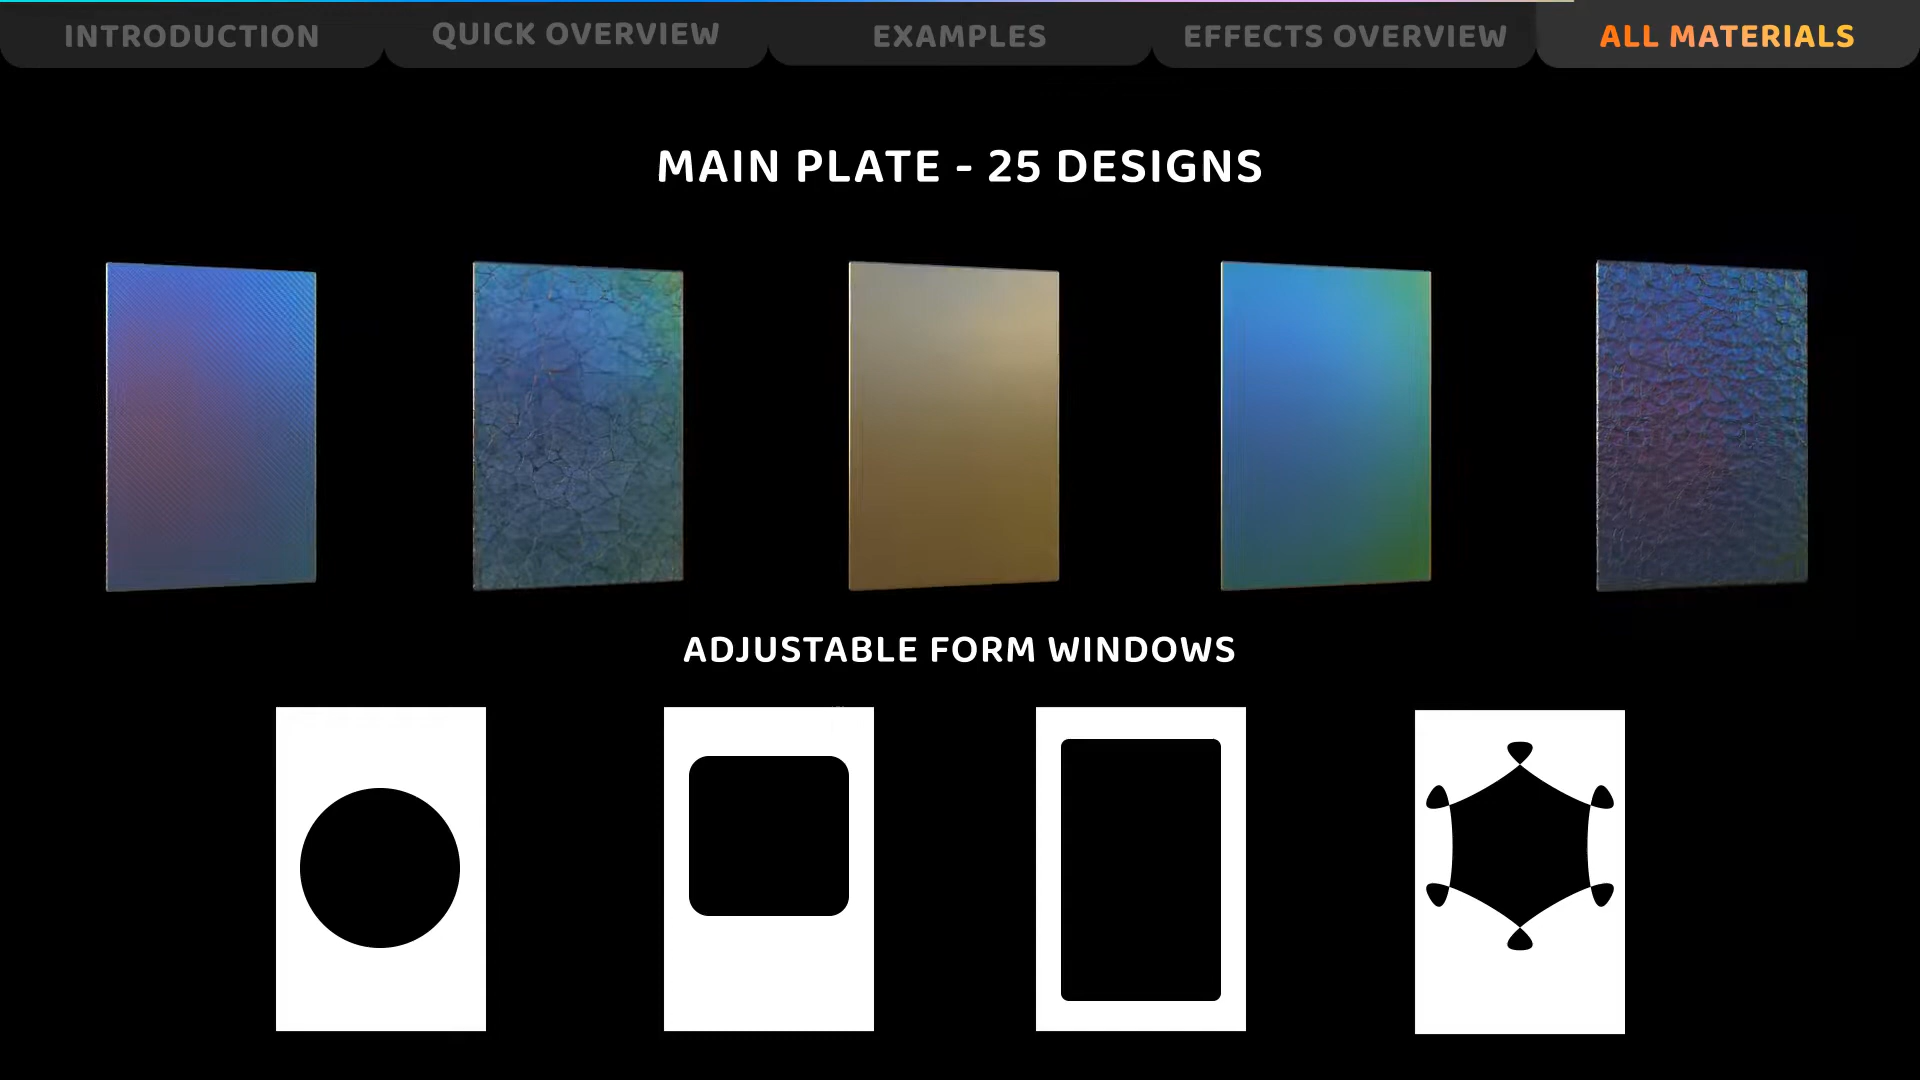 INTRODUCTION
QUICK OVERVIEW
EXAMPLES
EFFECTS OVERVIEW
ALL MATERIALS
MAIN PLATE - 25 DESIGNS
ADJUSTABLE FORM WINDOWS